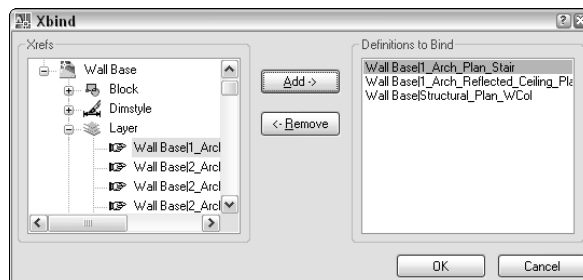 Xbind
Xrefs
Wall Base
Block
Dimstyle
Layer
Wall Base|1_Arcl
Wall Base|2_Arcl
Wall Base|2_Arcl
Wall Base|2_Arcl
Add ->
<- Remove
Definitions to Bind
Wall Base|1_Arch_Plan_Stair
Wall Base|1_Arch_Reflected_Ceiling_Pla
Wall Base|Structural_Plan_WCol
OK
Cancel